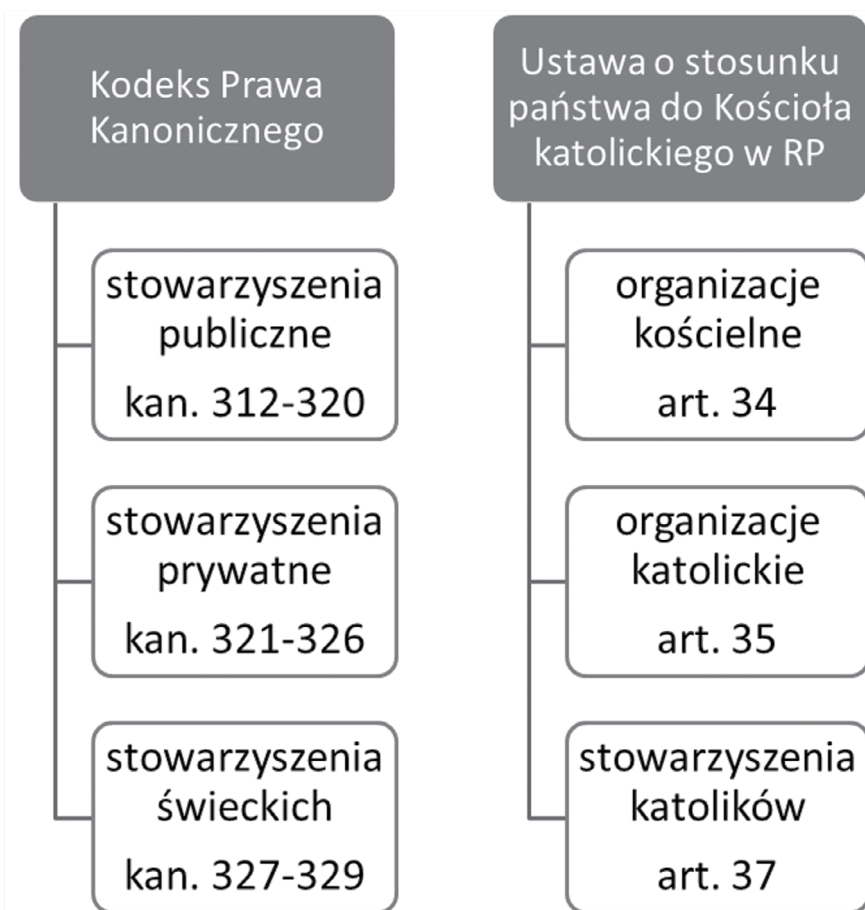 Kodeks Prawa
Kanonicznego
stowarzyszenia
publiczne
kan. 312-320
stowarzyszenia
prywatne
kan. 321-326
stowarzyszenia
świeckich
kan. 327-329
Ustawa o stosunku
państwa do Kościoła
katolickiego w RP
organizacje
kościelne
art. 34
organizacje
katolickie
art. 35
stowarzyszenia
katolików
art. 37